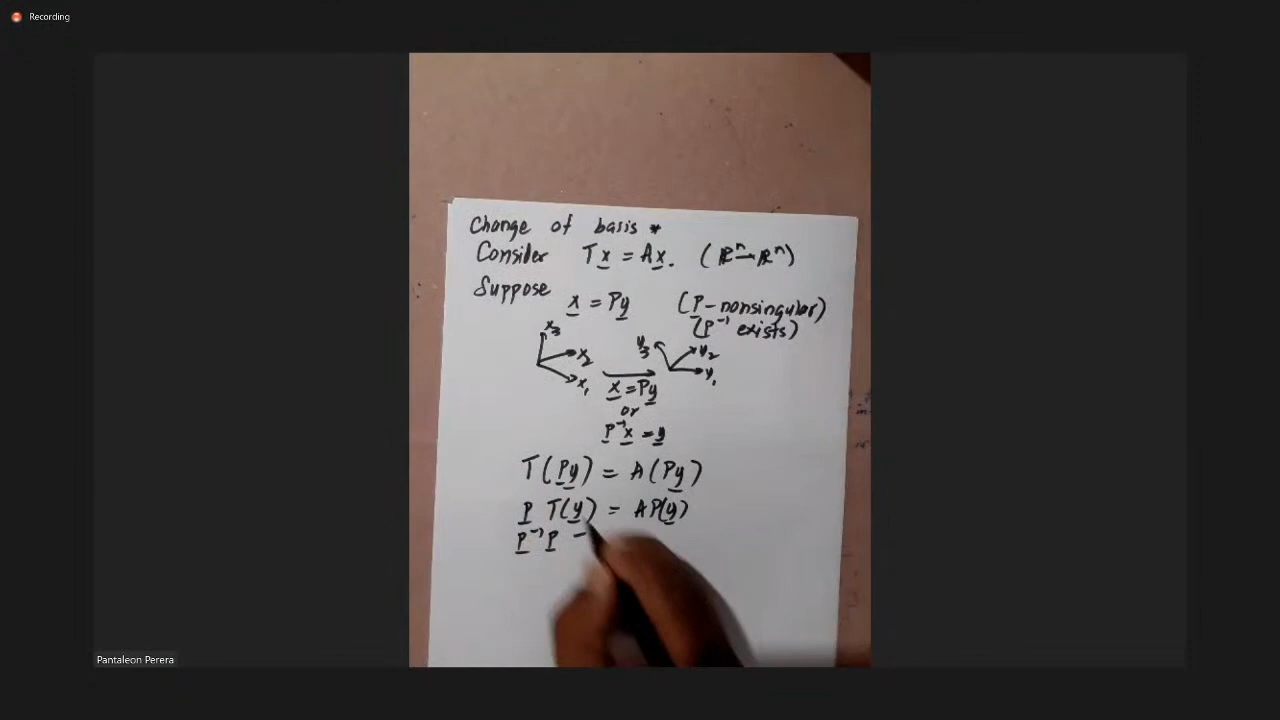 Recording
Change of basis *
Consider Tx = Ax. (ℝⁿ→ℝⁿ)
Suppose
x = Py (P-nonsingular)
(P⁻¹ exists)
x₃ y₃ y₂
x₂
x₁ y₁
x = Py
or
P⁻¹x = y
T(Py) = A(Py)
P T(y) = AP(y)
P⁻¹P
Pantaleon Perera